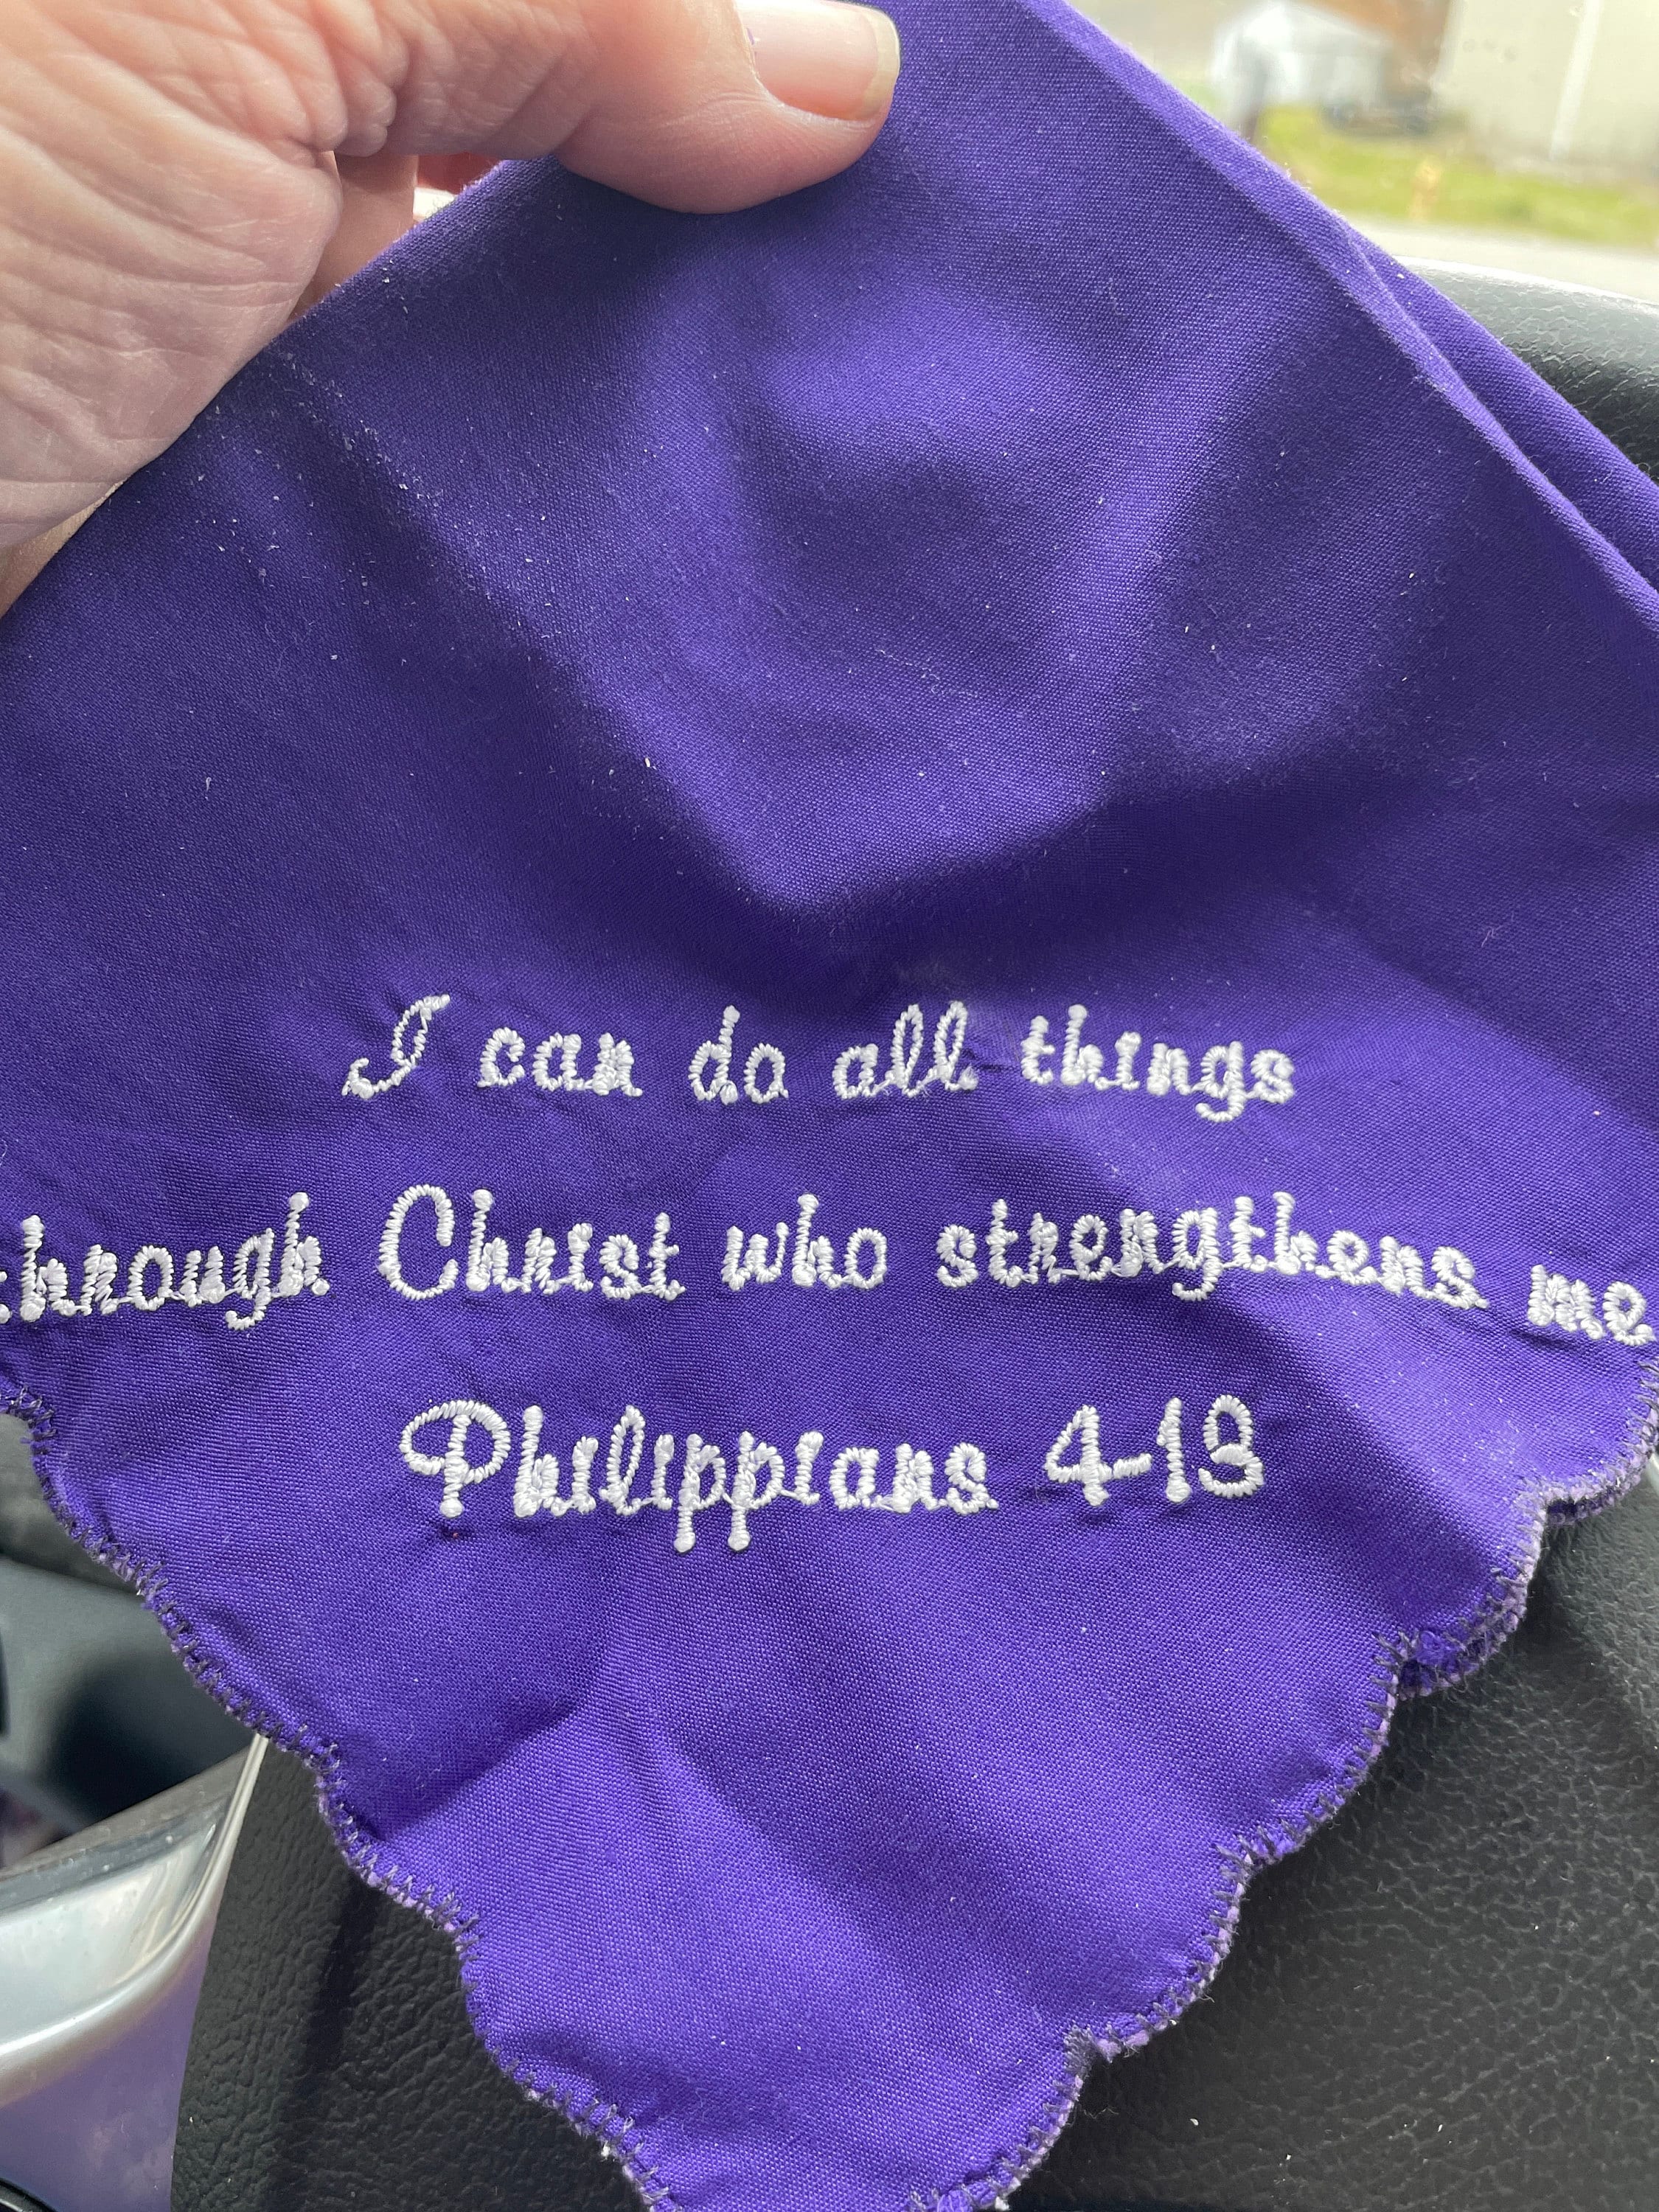 I can do all things
through Christ who strengthens me
Philippians 4-13